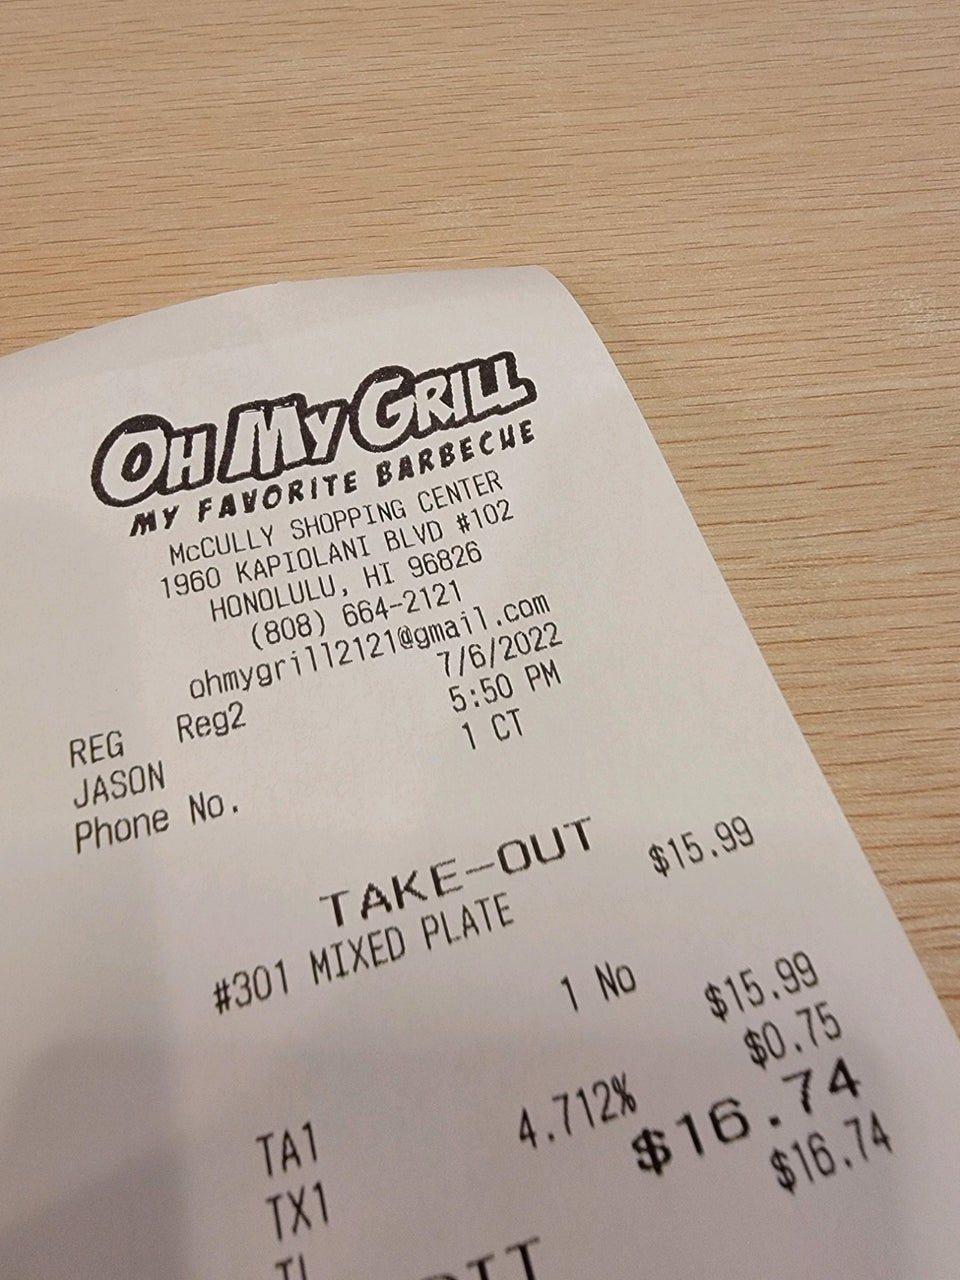 OH MY GRILL
MY FAVORITE BARBECUE
McCULLY SHOPPING CENTER
1960 KAPIOLANI BLVD #102
HONOLULU, HI 96826
(808) 664-2121
ohmygrill2121@gmail.com
REG Reg2 7/6/2022
JASON 5:50 PM
Phone No. 1 CT
TAKE-OUT
#301 MIXED PLATE $15.99
1 No
TA1 $15.99
TX1 4.712% $0.75
TL $16.74
$16.74